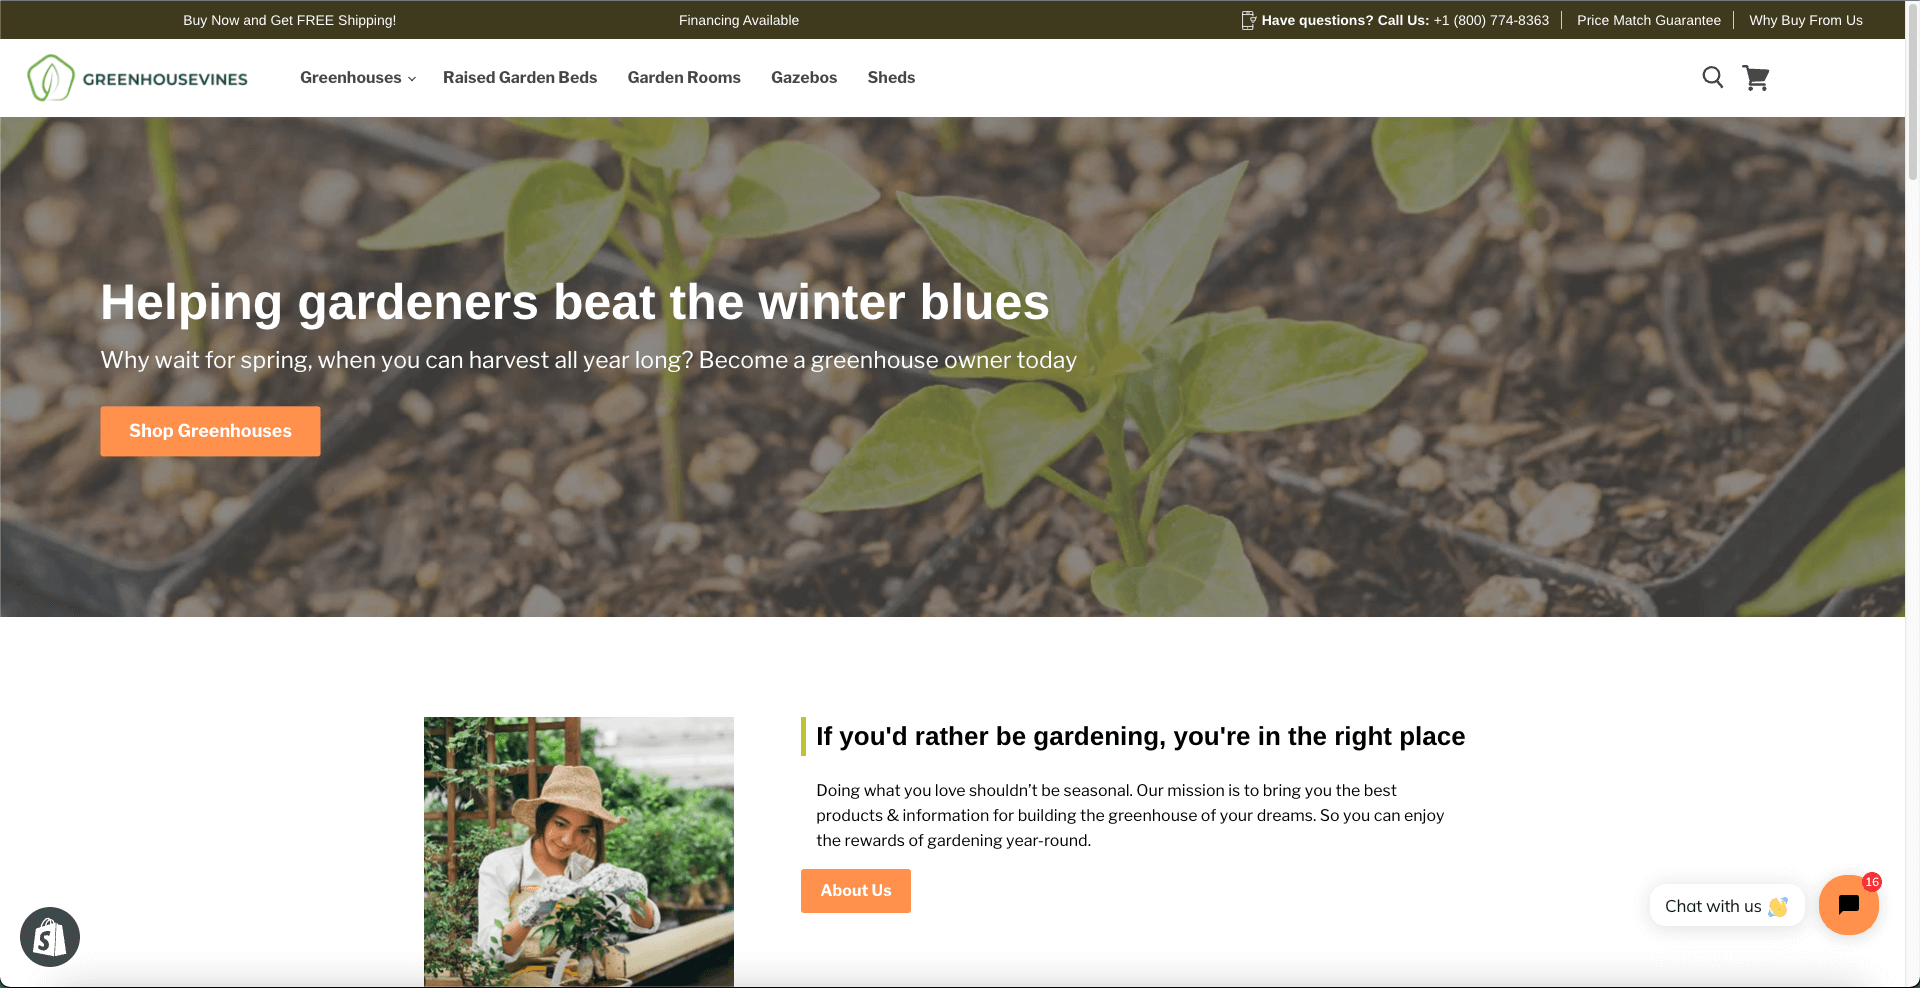 Buy Now and Get FREE Shipping!
Financing Available
Have questions? Call Us: +1 (800) 774-8363
Price Match Guarantee
Why Buy From Us
GREENHOUSEVINES
Greenhouses
Raised Garden Beds
Garden Rooms
Gazebos
Sheds
Helping gardeners beat the winter blues
Why wait for spring, when you can harvest all year long? Become a greenhouse owner today
Shop Greenhouses
If you'd rather be gardening, you're in the right place
Doing what you love shouldn’t be seasonal. Our mission is to bring you the best
products & information for building the greenhouse of your dreams. So you can enjoy
the rewards of gardening year-round.
About Us
16
Chat with us 👋
S